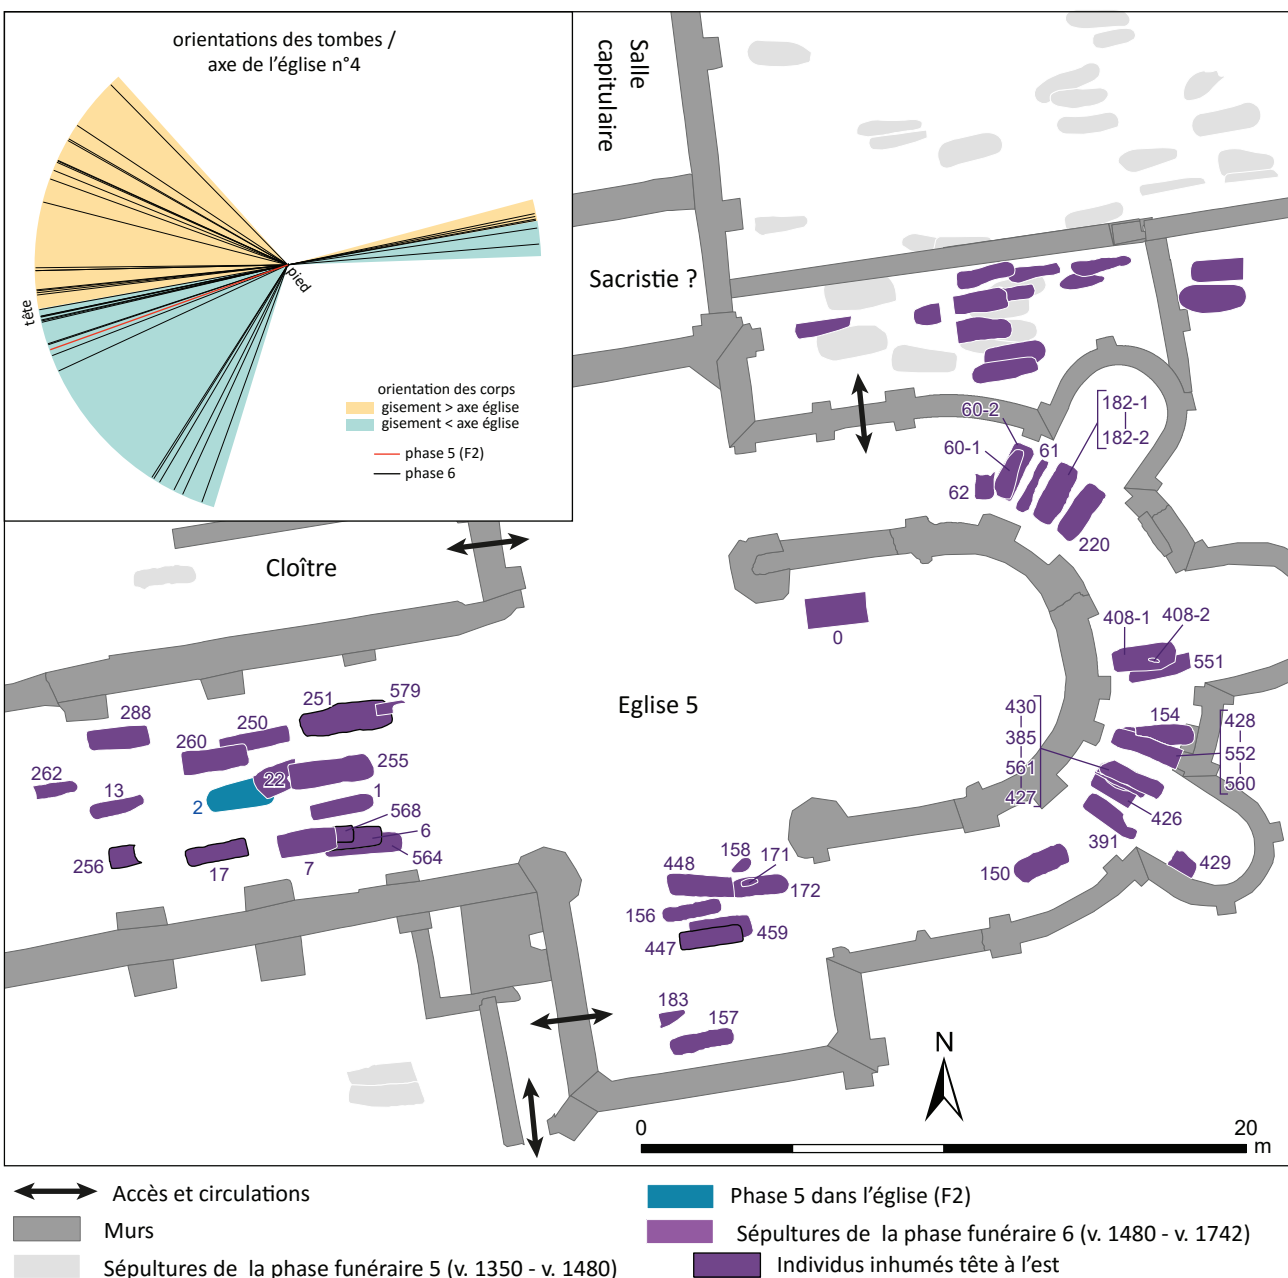 orientations des tombes /
axe de l'église n°4
tête
pied
orientation des corps
gisement > axe église
gisement < axe église
phase 5 (F2)
phase 6
Salle
capitulaire
Sacristie ?
60-2
60-1
61
62
182-1
182-2
220
Cloître
0
408-1
408-2
551
Eglise 5
579
251
288
250
260
255
262
22
13
2
1
568
6
256
17
7
564
430
385
561
427
154
428
552
560
426
391
429
150
158
171
448
172
156
459
447
183
157
N
0
20
m
Accès et circulations
Murs
Sépultures de la phase funéraire 5 (v. 1350 - v. 1480)
Phase 5 dans l'église (F2)
Sépultures de la phase funéraire 6 (v. 1480 - v. 1742)
Individus inhumés tête à l'est